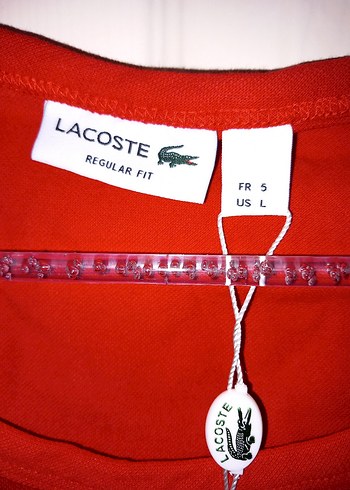 LACOSTE
REGULAR FIT
FR 5
US L
LACOSTE